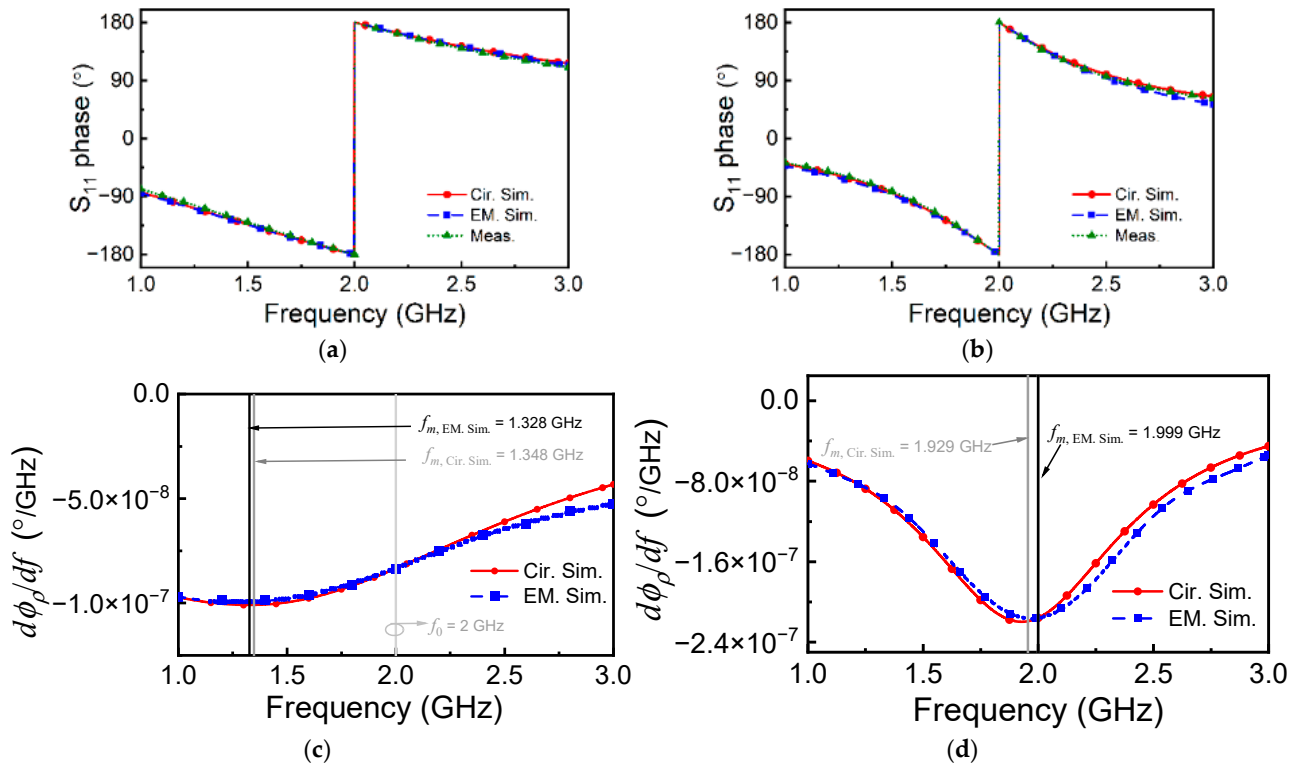 180
90
0
−90
−180
S11 phase (°)
Cir. Sim.
EM. Sim.
Meas.
1.0 1.5 2.0 2.5 3.0
Frequency (GHz)
(a)
180
90
0
−90
−180
S11 phase (°)
Cir. Sim.
EM. Sim.
Meas.
1.0 1.5 2.0 2.5 3.0
Frequency (GHz)
(b)
0.0
−5.0×10⁻⁸
−1.0×10⁻⁷
dϕρ/df (°/GHz)
fm, EM. Sim. = 1.328 GHz
fm, Cir. Sim. = 1.348 GHz
Cir. Sim.
EM. Sim.
f0 = 2 GHz
1.0 1.5 2.0 2.5 3.0
Frequency (GHz)
(c)
0.0
−8.0×10⁻⁸
−1.6×10⁻⁷
−2.4×10⁻⁷
dϕρ/df (°/GHz)
fm, EM. Sim. = 1.999 GHz
fm, Cir. Sim. = 1.929 GHz
Cir. Sim.
EM. Sim.
1.0 1.5 2.0 2.5 3.0
Frequency (GHz)
(d)